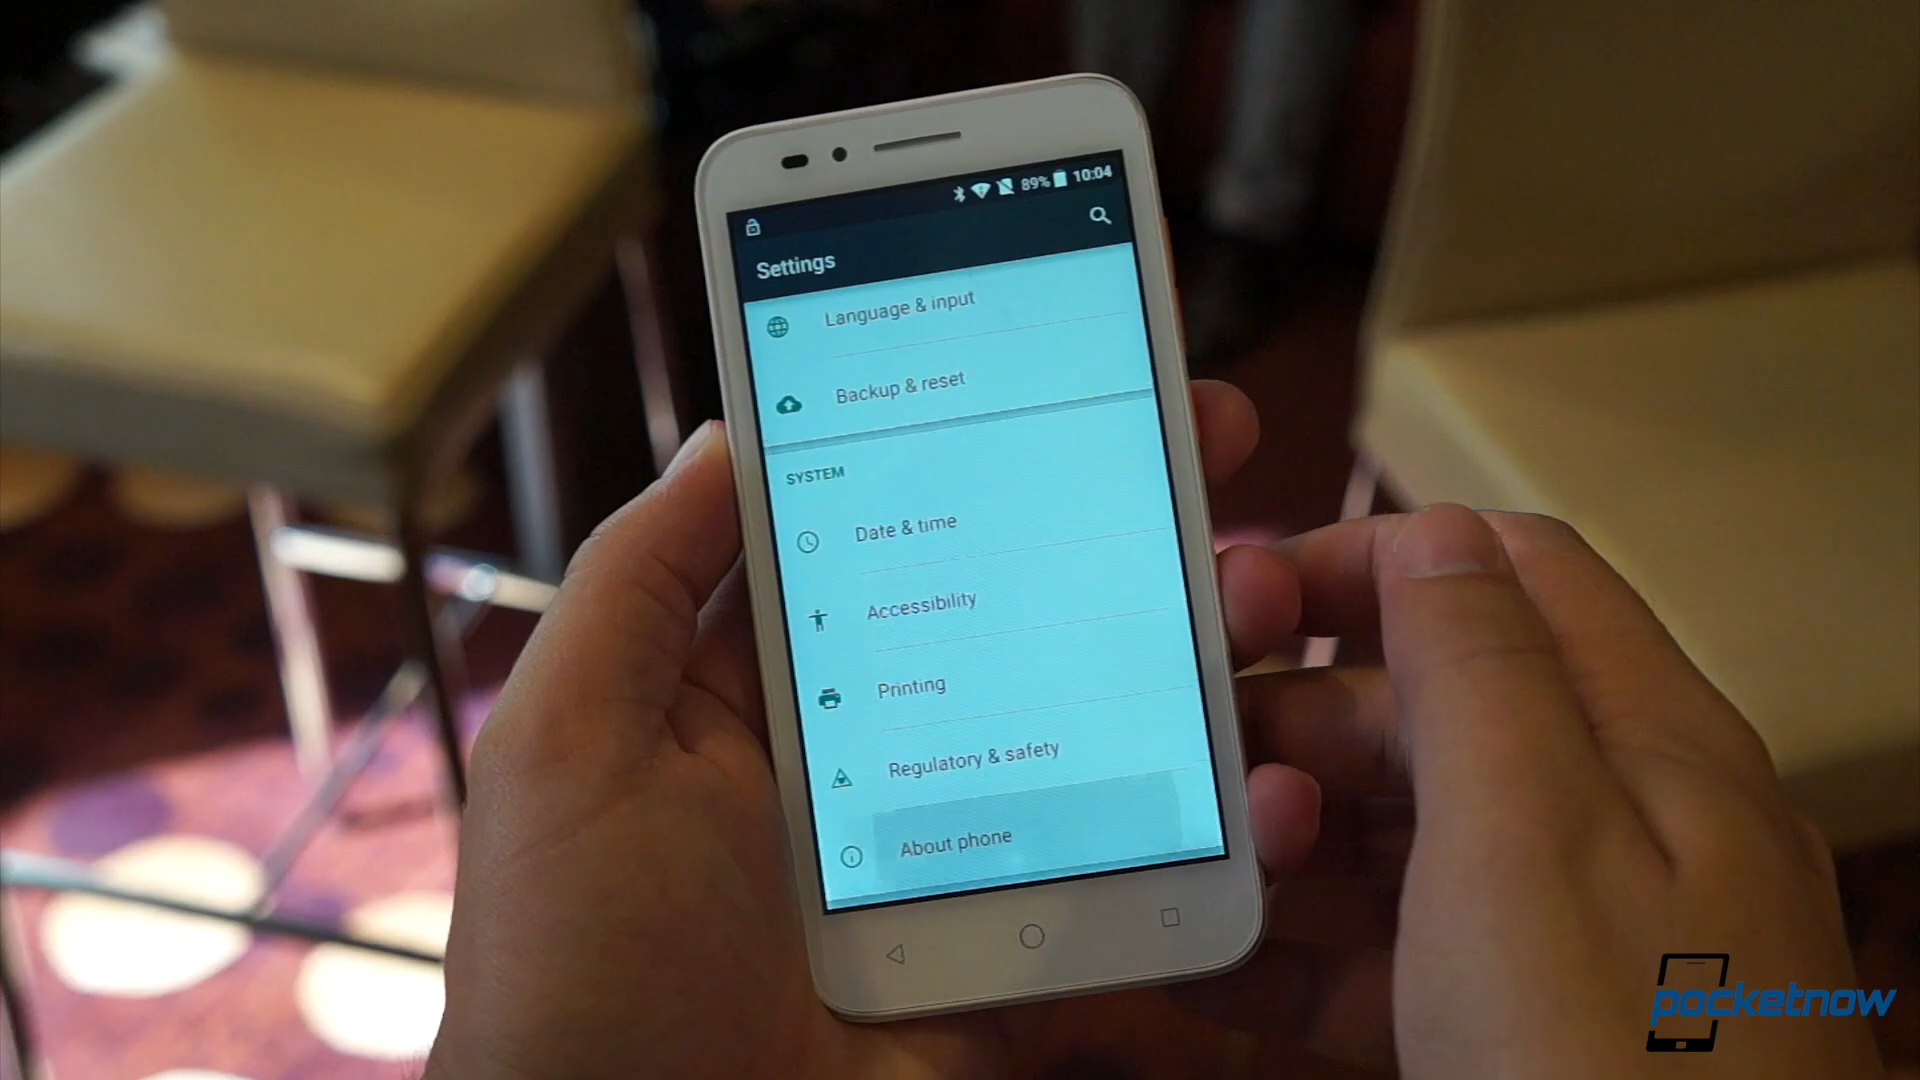 89% 10:04
Settings
Language & input
Backup & reset
SYSTEM
Date & time
Accessibility
Printing
Regulatory & safety
About phone
pocketnow